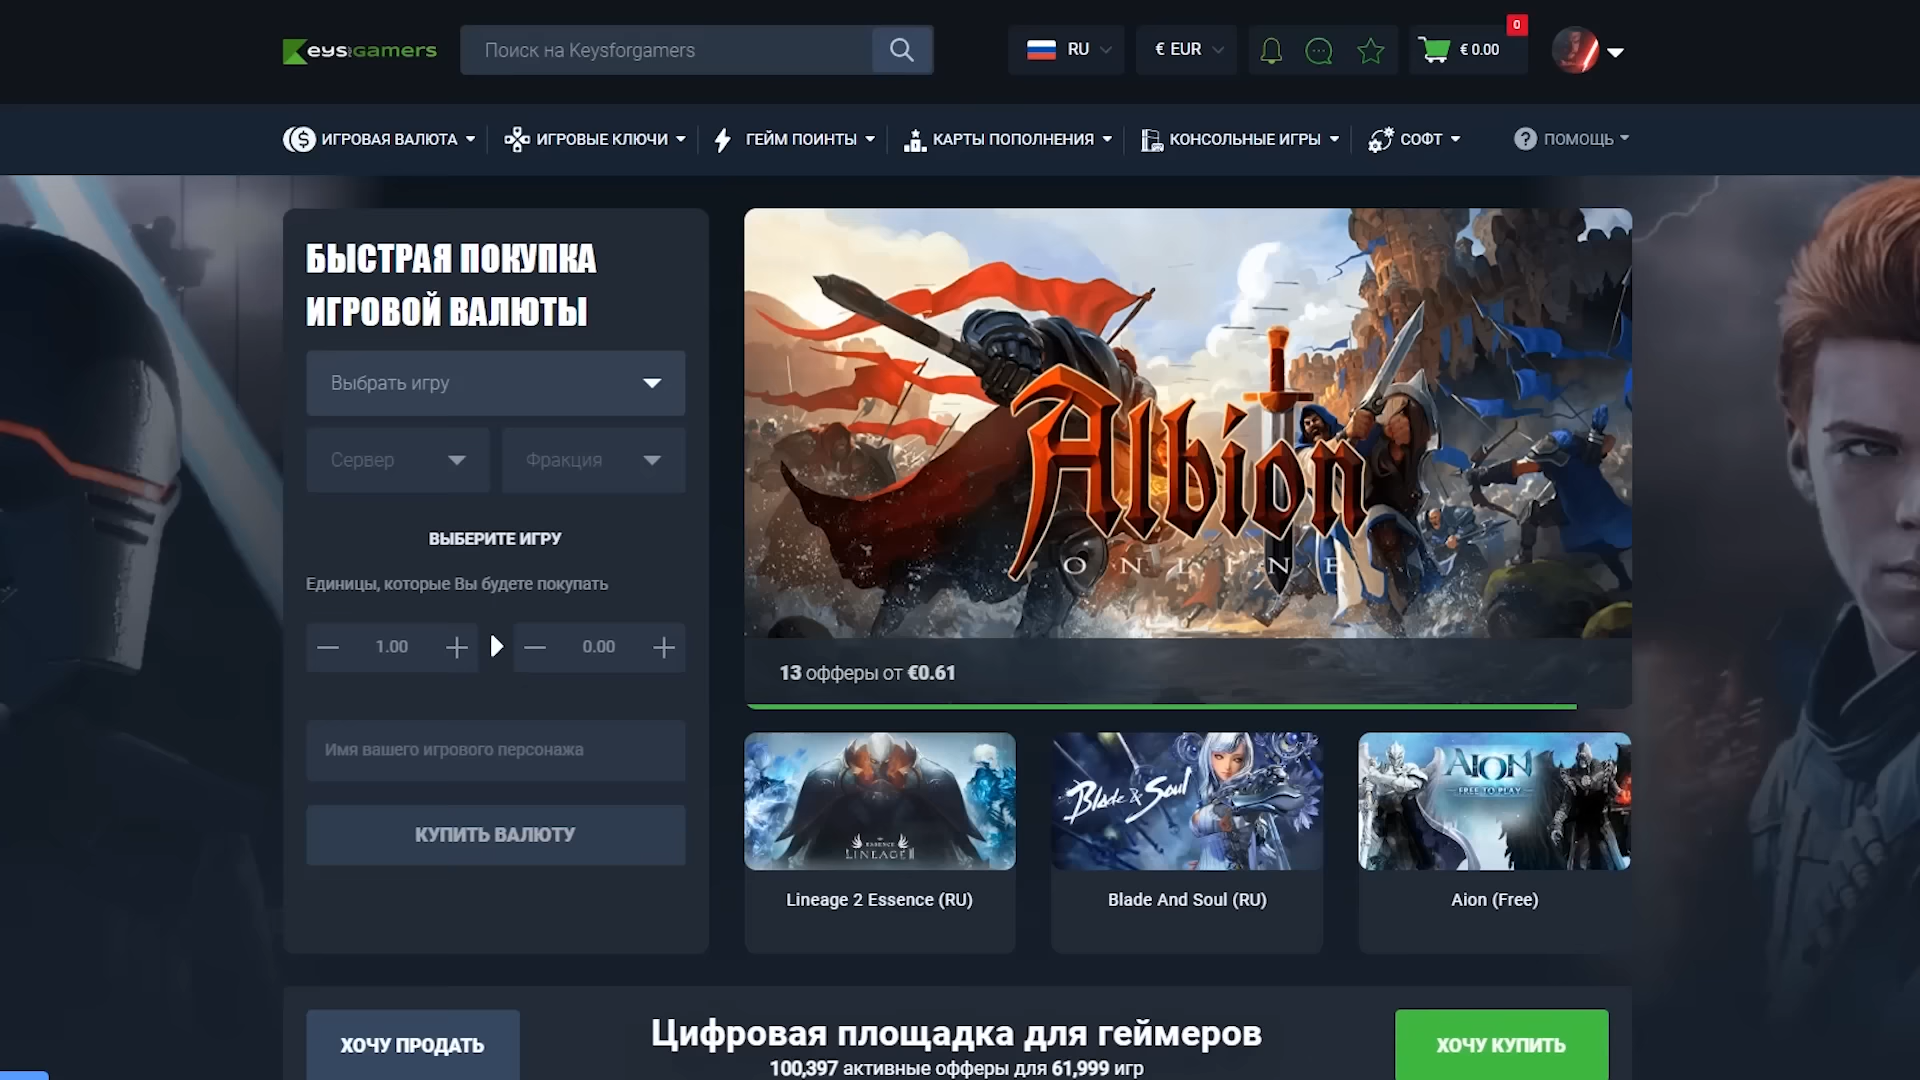 Keys for gamers
Поиск на Keysforgamers
RU
€ EUR
0
€ 0.00
ИГРОВАЯ ВАЛЮТА
ИГРОВЫЕ КЛЮЧИ
ГЕЙМ ПОИНТЫ
КАРТЫ ПОПОЛНЕНИЯ
КОНСОЛЬНЫЕ ИГРЫ
СОФТ
ПОМОЩЬ
БЫСТРАЯ ПОКУПКА
ИГРОВОЙ ВАЛЮТЫ
Выбрать игру
Сервер
Фракция
ВЫБЕРИТЕ ИГРУ
Единицы, которые Вы будете покупать
1.00
0.00
Имя вашего игрового персонажа
КУПИТЬ ВАЛЮТУ
Albion
ONLINE
13 офферы от €0.61
ESSENCE
LINEAGE II
Lineage 2 Essence (RU)
Blade & Soul
Blade And Soul (RU)
AION
FREE TO PLAY
Aion (Free)
ХОЧУ ПРОДАТЬ
Цифровая площадка для геймеров
100,397 активные офферы для 61,999 игр
ХОЧУ КУПИТЬ